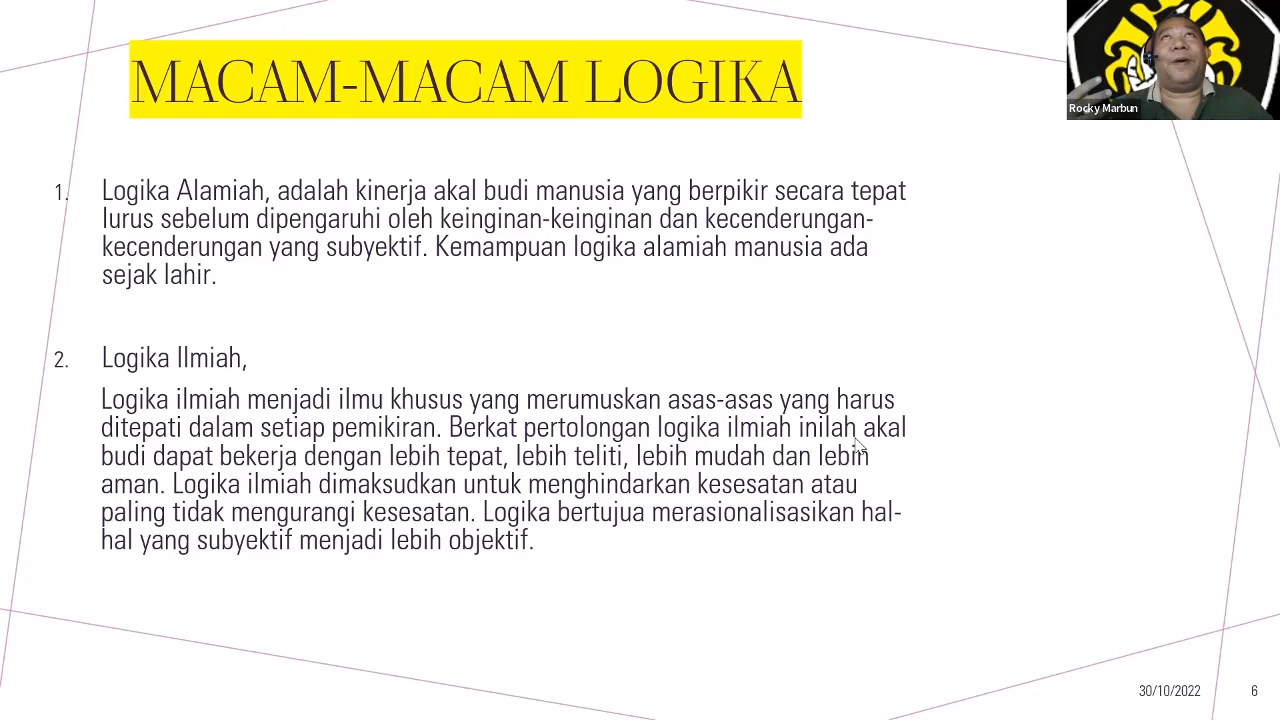 MACAM-MACAM LOGIKA
Rocky Marbun
1. Logika Alamiah, adalah kinerja akal budi manusia yang berpikir secara tepat
lurus sebelum dipengaruhi oleh keinginan-keinginan dan kecenderungan-
kecenderungan yang subyektif. Kemampuan logika alamiah manusia ada
sejak lahir.
2. Logika Ilmiah,
Logika ilmiah menjadi ilmu khusus yang merumuskan asas-asas yang harus
ditepati dalam setiap pemikiran. Berkat pertolongan logika ilmiah inilah akal
budi dapat bekerja dengan lebih tepat, lebih teliti, lebih mudah dan lebih
aman. Logika ilmiah dimaksudkan untuk menghindarkan kesesatan atau
paling tidak mengurangi kesesatan. Logika bertujua merasionalisasikan hal-
hal yang subyektif menjadi lebih objektif.
30/10/2022
6